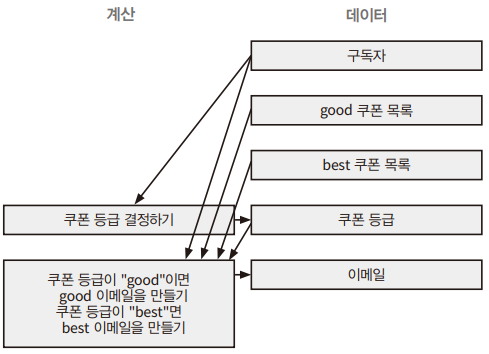 계산
데이터
구독자
good 쿠폰 목록
best 쿠폰 목록
쿠폰 등급 결정하기
쿠폰 등급
쿠폰 등급이 "good"이면
good 이메일을 만들기
쿠폰 등급이 "best"면
best 이메일을 만들기
이메일